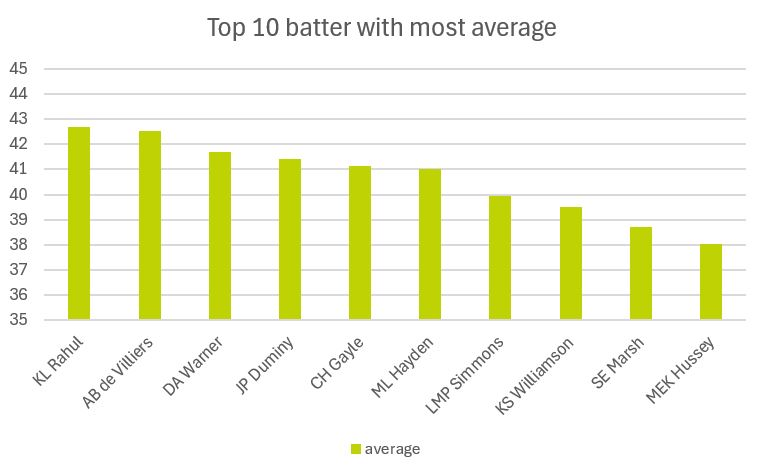 Top 10 batter with most average
45
44
43
42
41
40
39
38
37
36
35
KL Rahul
AB de Villiers
DA Warner
JP Duminy
CH Gayle
ML Hayden
LMP Simmons
KS Williamson
SE Marsh
MEK Hussey
average